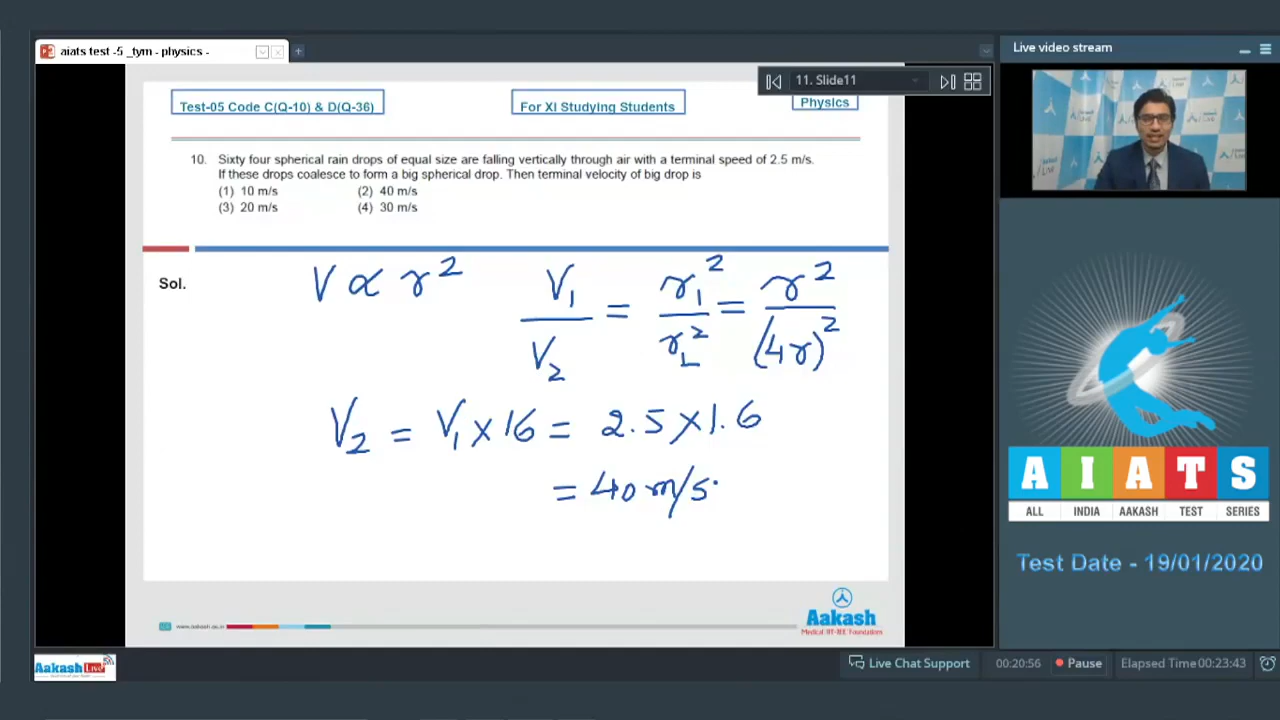 aiats test -5 _tym - physics -
Live video stream
11. Slide11
Test-05 Code C(Q-10) & D(Q-36)
For XI Studying Students
Physics
10. Sixty four spherical rain drops of equal size are falling vertically through air with a terminal speed of 2.5 m/s.
If these drops coalesce to form a big spherical drop. Then terminal velocity of big drop is
(1) 10 m/s (2) 40 m/s
(3) 20 m/s (4) 30 m/s
Sol.
V ∝ r² V₁/V₂ = r₁²/r₂² = r²/(4r)²
V₂ = V₁ × 16 = 2.5 × 1.6
= 40 m/s.
A I A T S
ALL INDIA AAKASH TEST SERIES
Test Date - 19/01/2020
www.aakash.ac.in
Aakash
Medical IIT-JEE Foundations
Aakash Live
Live Chat Support
00:20:56
Pause
Elapsed Time 00:23:43